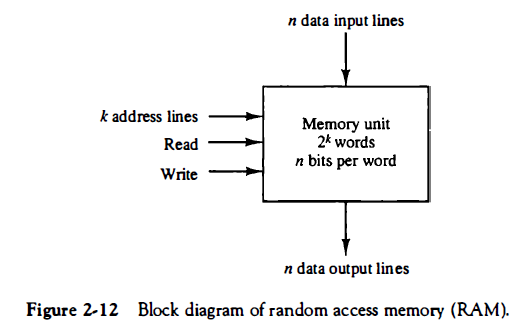 n data input lines
k address lines
Read
Write
Memory unit
2ᵏ words
n bits per word
n data output lines
Figure 2-12 Block diagram of random access memory (RAM).